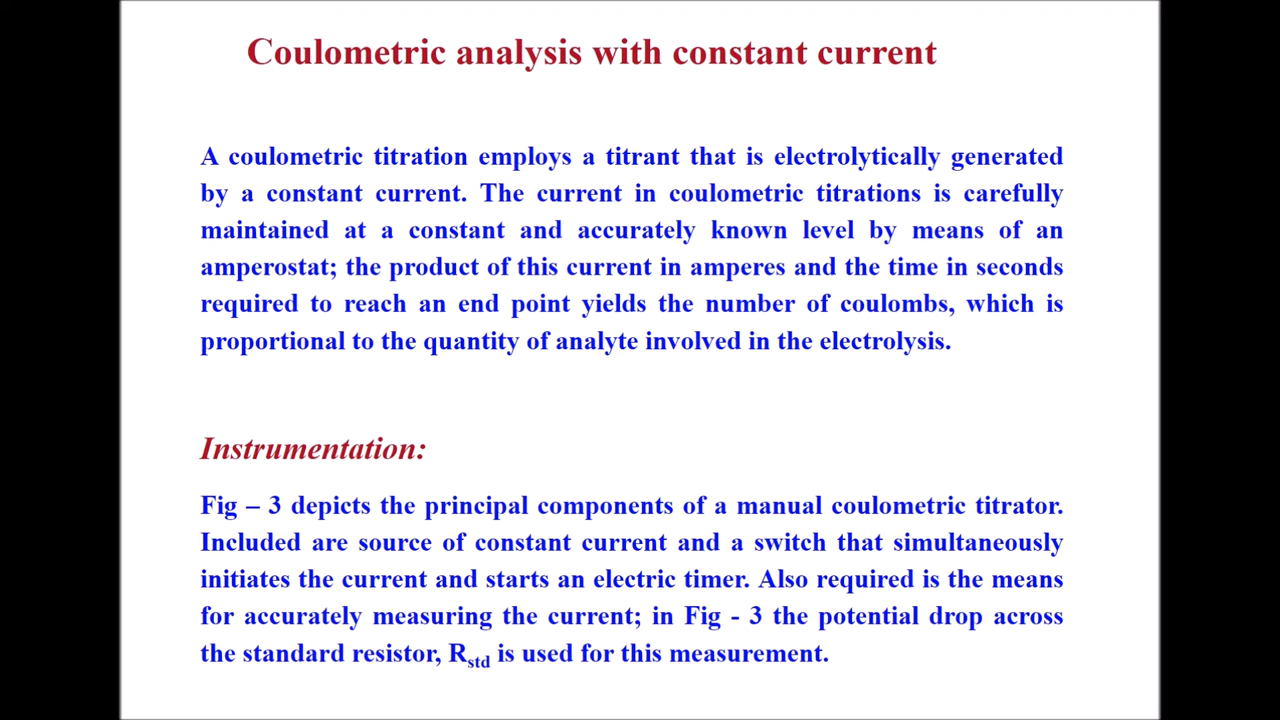 Coulometric analysis with constant current
A coulometric titration employs a titrant that is electrolytically generated
by a constant current. The current in coulometric titrations is carefully
maintained at a constant and accurately known level by means of an
amperostat; the product of this current in amperes and the time in seconds
required to reach an end point yields the number of coulombs, which is
proportional to the quantity of analyte involved in the electrolysis.
Instrumentation:
Fig – 3 depicts the principal components of a manual coulometric titrator.
Included are source of constant current and a switch that simultaneously
initiates the current and starts an electric timer. Also required is the means
for accurately measuring the current; in Fig - 3 the potential drop across
the standard resistor, Rstd is used for this measurement.